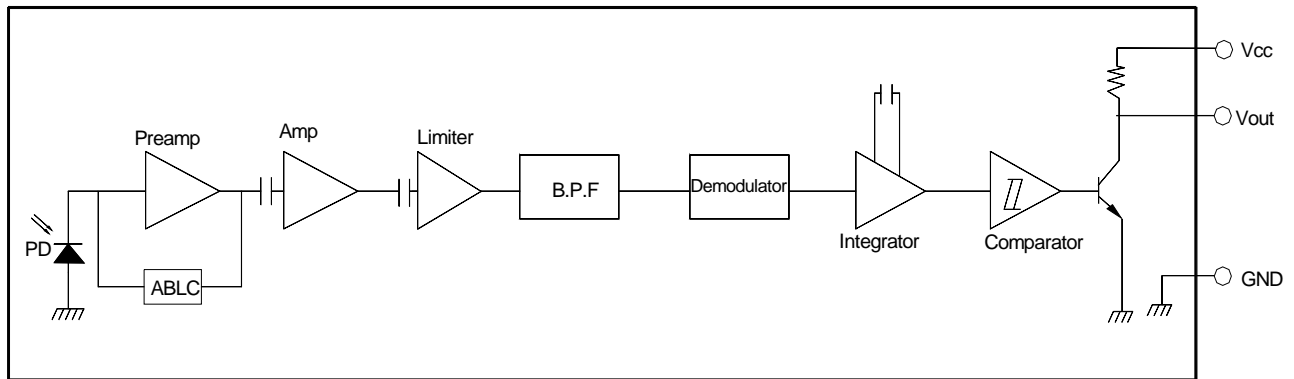 Vcc
Vout
Preamp
Amp
Limiter
B.P.F
Demodulator
Integrator
Comparator
PD
ABLC
GND